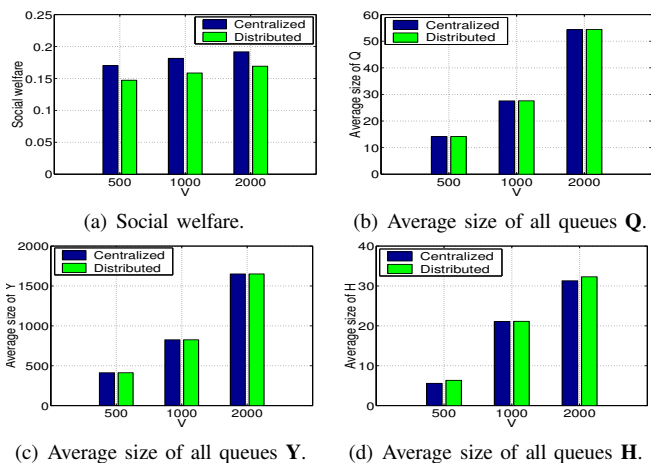 0.25
0.2
0.15
0.1
0.05
0
Social welfare
Centralized
Distributed
500 1000 2000
V
(a) Social welfare.
60
50
40
30
20
10
0
Average size of Q
Centralized
Distributed
500 1000 2000
V
(b) Average size of all queues Q.
2000
1500
1000
500
0
Average size of Y
Centralized
Distributed
500 1000 2000
V
(c) Average size of all queues Y.
40
30
20
10
0
Average size of H
Centralized
Distributed
500 1000 2000
V
(d) Average size of all queues H.